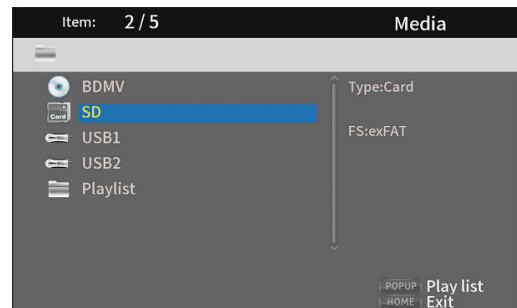 Item: 2/5 Media
BDMV
Type:Card
Card SD
FS:exFAT
USB1
USB2
Playlist
POPUP Play list
HOME Exit